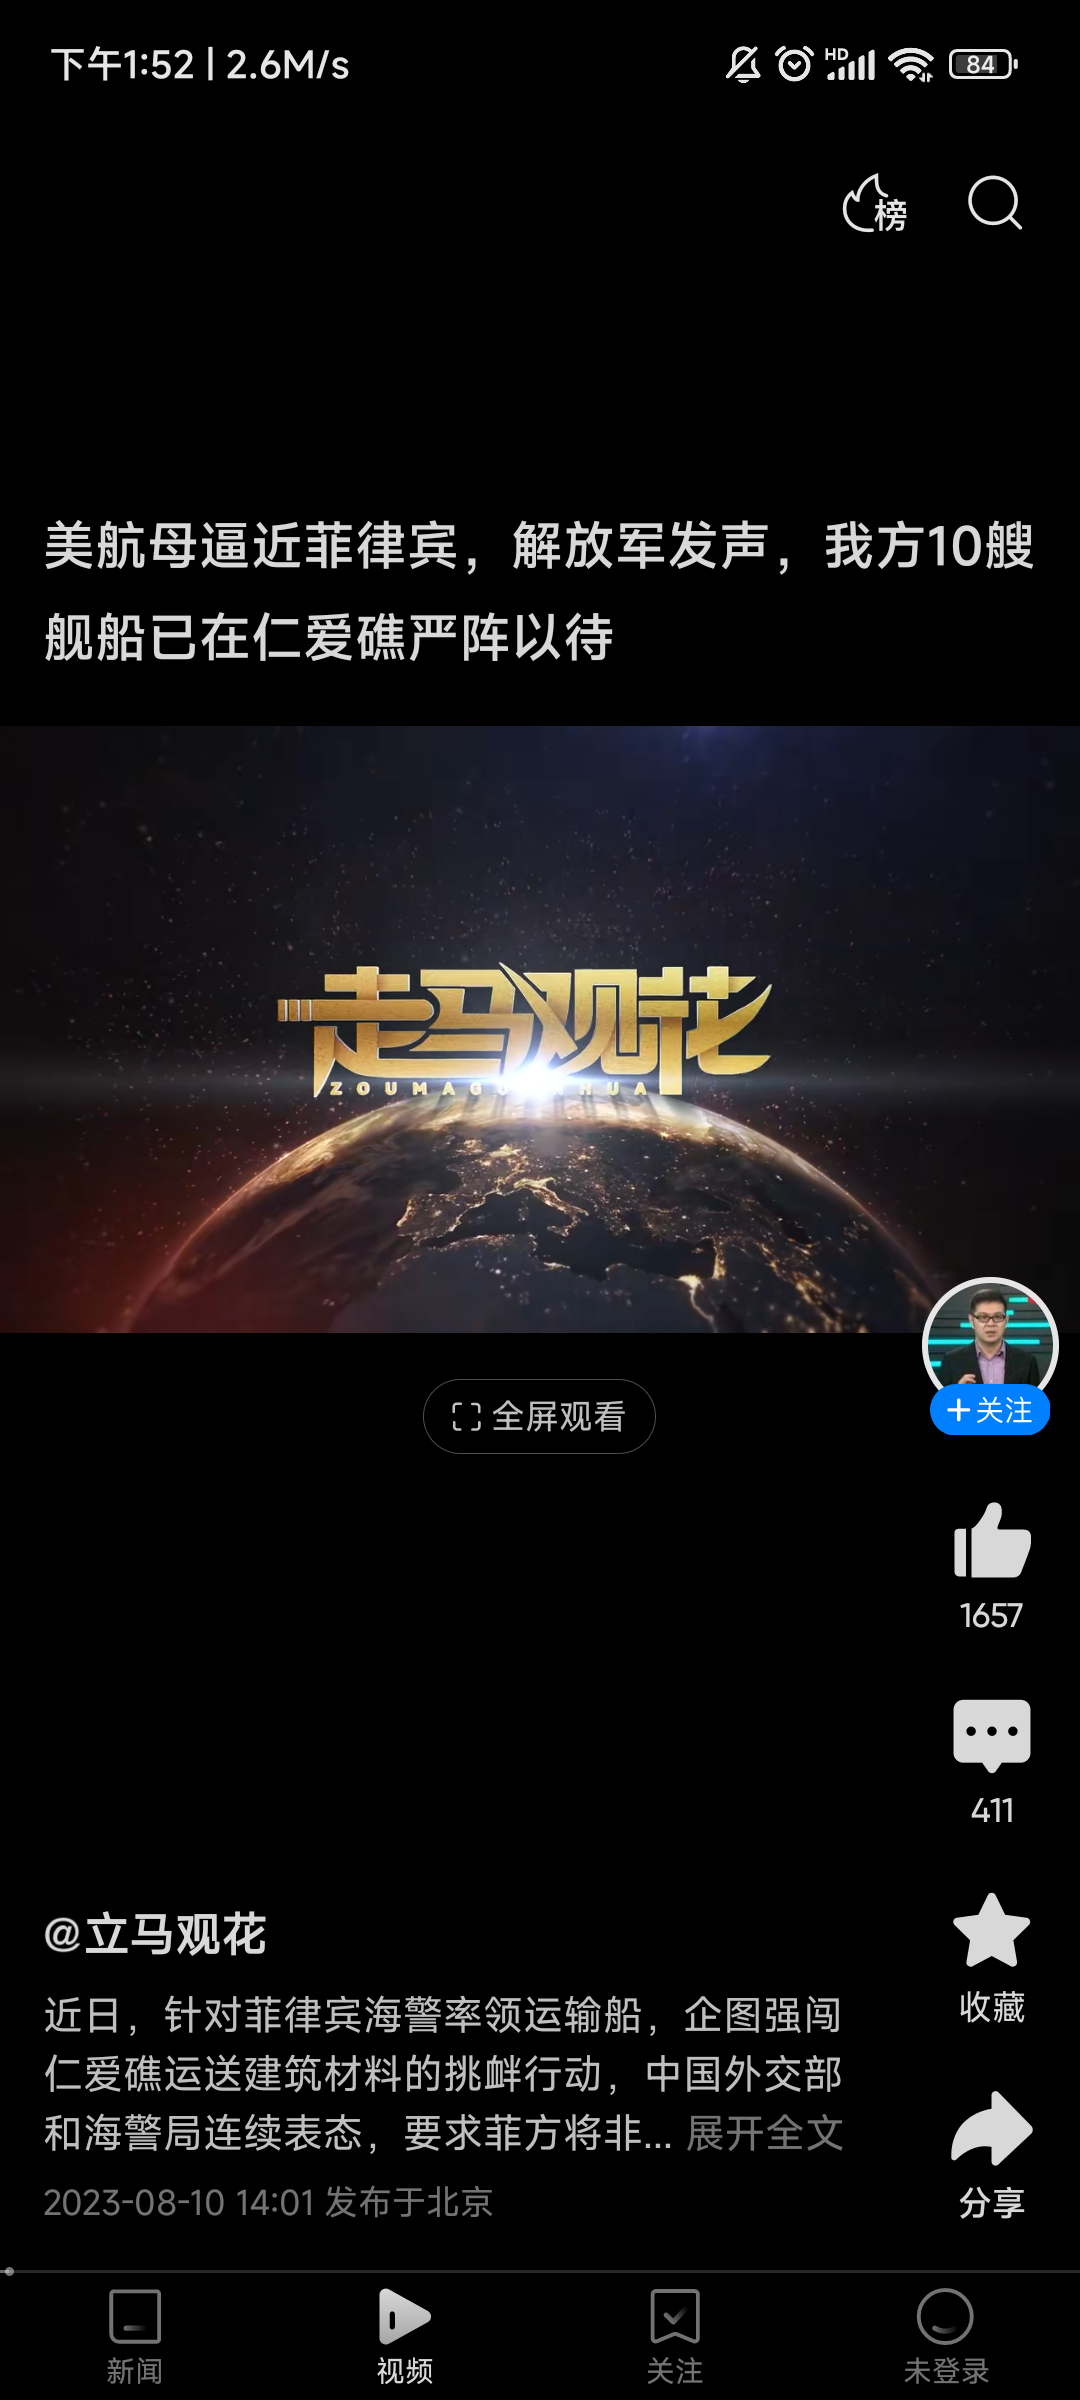 下午1:52 | 2.6M/s
HD
84
榜
美航母逼近菲律宾，解放军发声，我方10艘
舰船已在仁爱礁严阵以待
走马观花
全屏观看
+关注
1657
411
@立马观花
收藏
近日，针对菲律宾海警率领运输船，企图强闯
仁爱礁运送建筑材料的挑衅行动，中国外交部
和海警局连续表态，要求菲方将非... 展开全文
2023-08-10 14:01 发布于北京
分享
新闻
视频
关注
未登录